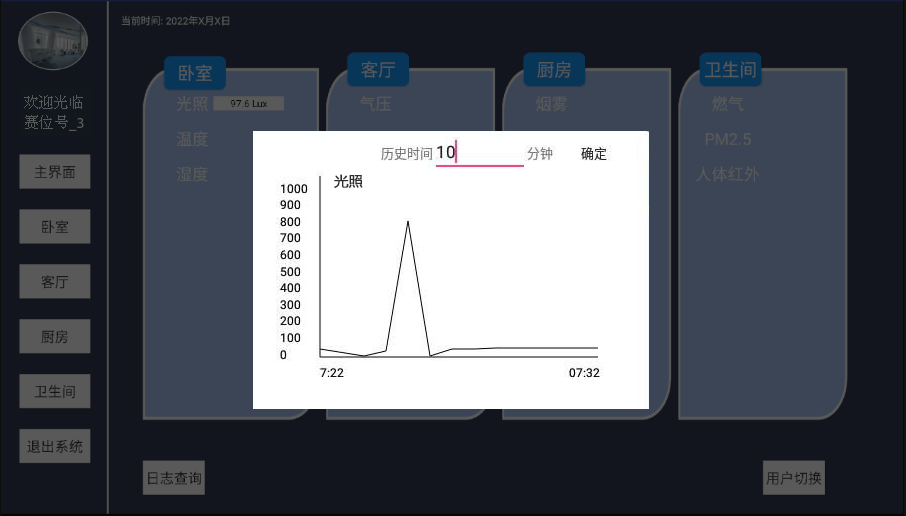 当前时间: 2022年X月X日
欢迎光临
赛位号_3
主界面
卧室
客厅
厨房
卫生间
退出系统
卧室
光照 97.6 Lux
温度
湿度
客厅
气压
厨房
烟雾
卫生间
燃气
PM2.5
人体红外
历史时间 10 分钟 确定
光照
1000
900
800
700
600
500
400
300
200
100
0
7:22 07:32
日志查询 用户切换